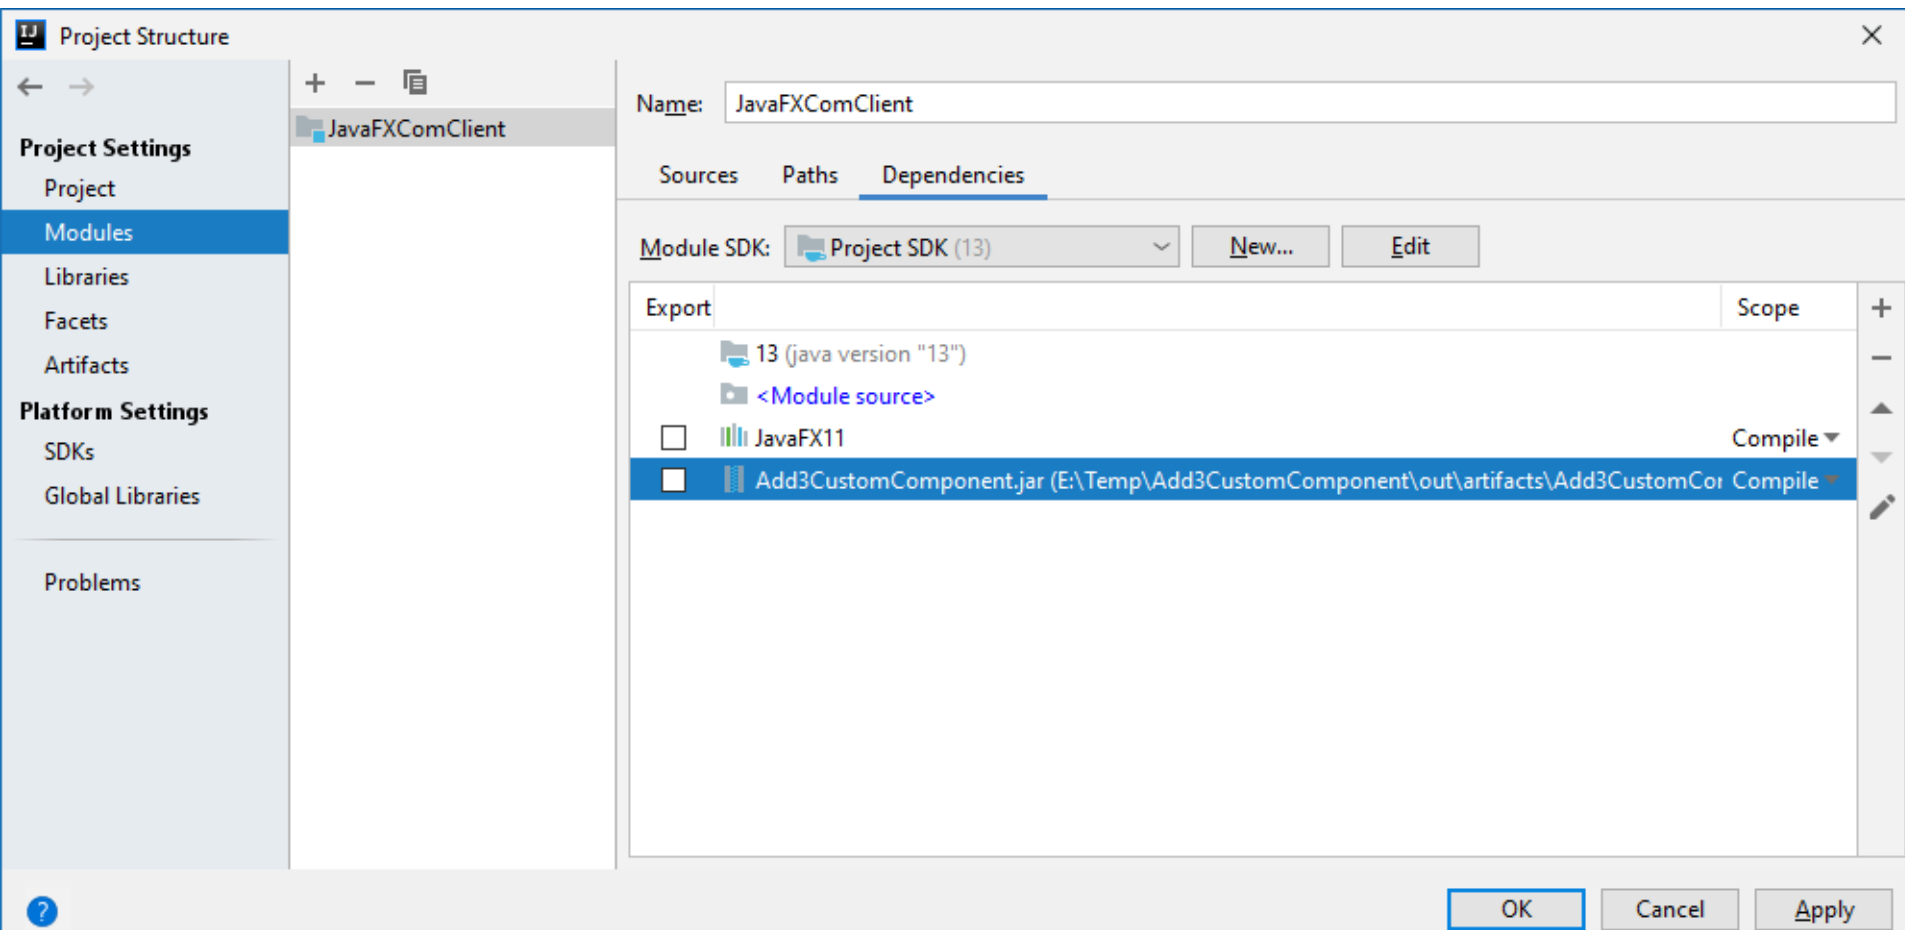 IJ
Project Structure
Project Settings
Project
Modules
Libraries
Facets
Artifacts
Platform Settings
SDKs
Global Libraries
Problems
JavaFXComClient
Name: JavaFXComClient
Sources Paths Dependencies
Module SDK: Project SDK (13) New... Edit
Export Scope
13 (java version "13")
<Module source>
JavaFX11 Compile
Add3CustomComponent.jar (E:\Temp\Add3CustomComponent\out\artifacts\Add3CustomCor Compile
?
OK Cancel Apply